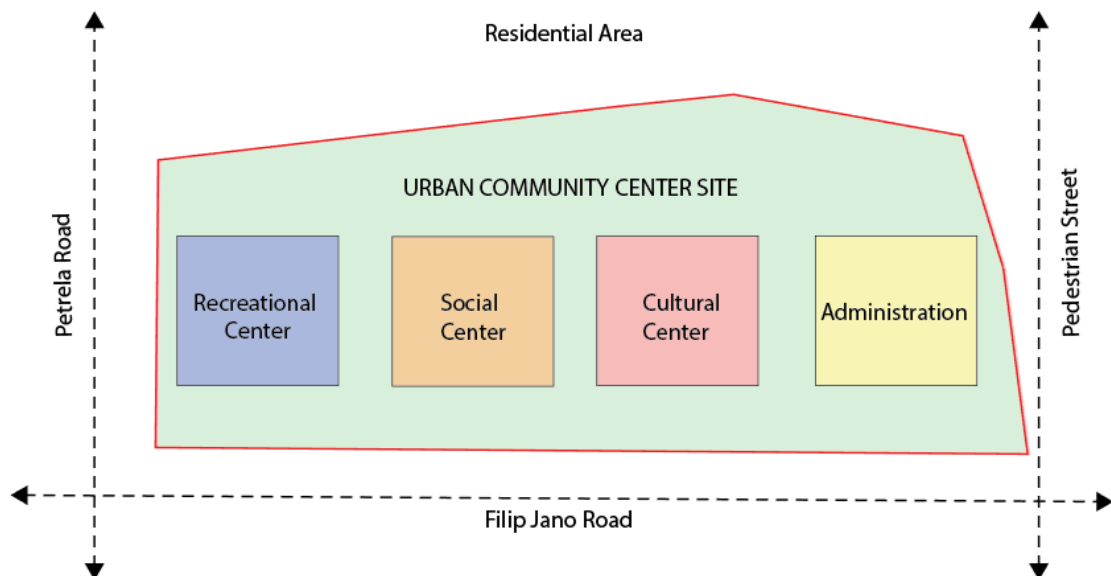 Residential Area
URBAN COMMUNITY CENTER SITE
Petrela Road
Recreational
Center
Social
Center
Cultural
Center
Administration
Pedestrian Street
Filip Jano Road